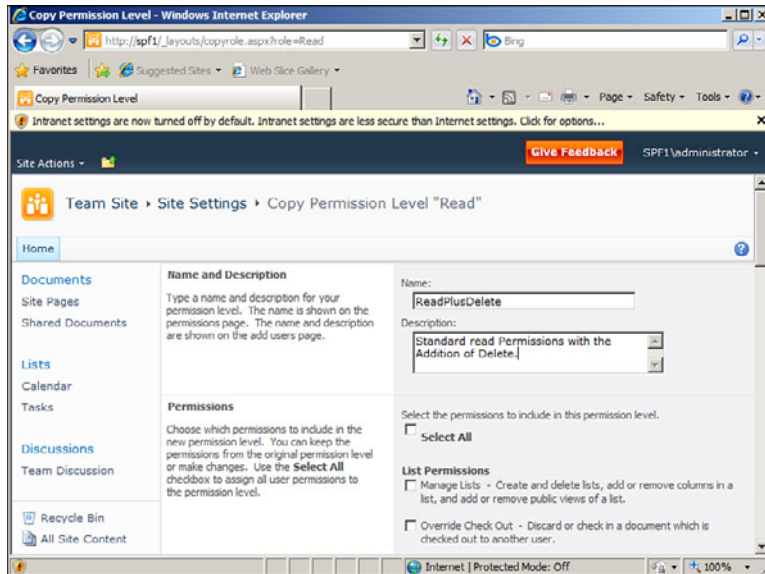 Copy Permission Level - Windows Internet Explorer
http://spf1/_layouts/copyrole.aspx?role=Read
Bing
Favorites
Suggested Sites
Web Slice Gallery
Copy Permission Level
Page
Safety
Tools
Intranet settings are now turned off by default. Intranet settings are less secure than Internet settings. Click for options...
Site Actions
Give Feedback
SPF1\administrator
Team Site
Site Settings
Copy Permission Level "Read"
Home
Documents
Site Pages
Shared Documents
Lists
Calendar
Tasks
Discussions
Team Discussion
Recycle Bin
All Site Content
Name and Description
Type a name and description for your
permission level. The name is shown on the
permissions page. The name and description
are shown on the add users page.
Name:
ReadPlusDelete
Description:
Standard read Permissions with the
Addition of Delete.
Permissions
Choose which permissions to include in the
new permission level. You can keep the
permissions from the original permission level
or make changes. Use the Select All
checkbox to assign all user permissions to
the permission level.
Select the permissions to include in this permission level.
Select All
List Permissions
Manage Lists - Create and delete lists, add or remove columns in a
list, and add or remove public views of a list.
Override Check Out - Discard or check in a document which is
checked out to another user.
Internet | Protected Mode: Off
100%